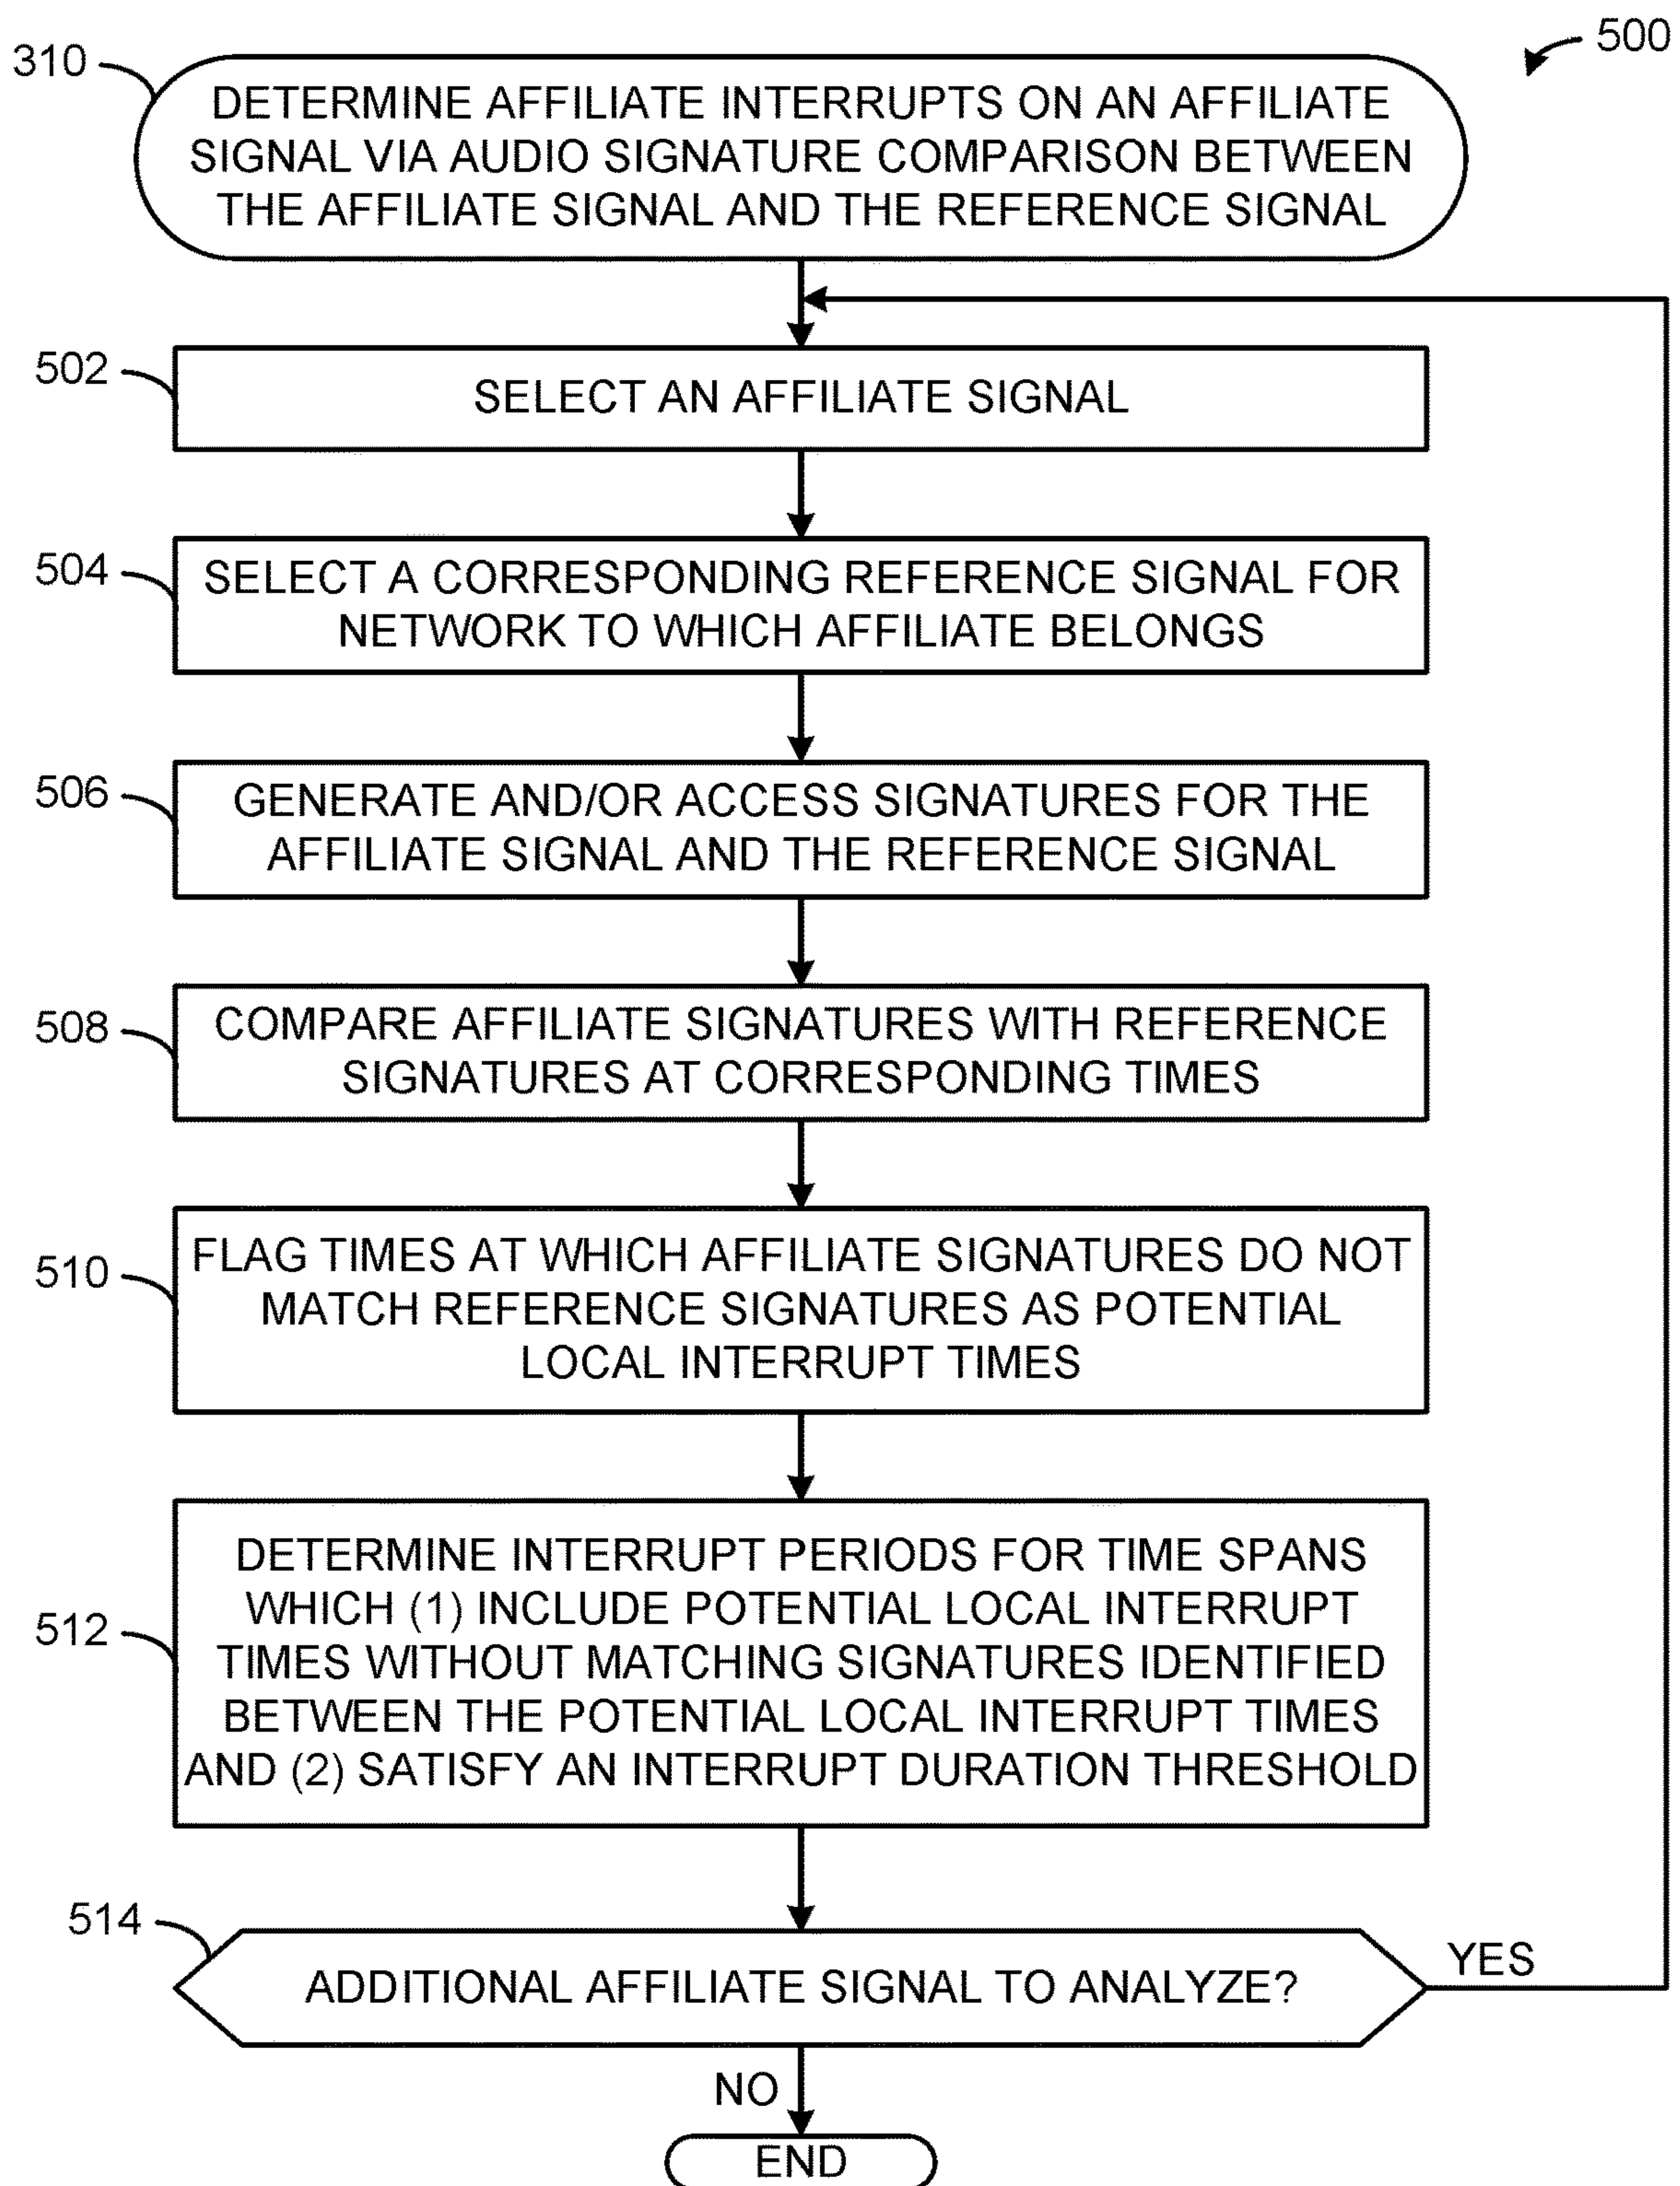 500
310
DETERMINE AFFILIATE INTERRUPTS ON AN AFFILIATE
SIGNAL VIA AUDIO SIGNATURE COMPARISON BETWEEN
THE AFFILIATE SIGNAL AND THE REFERENCE SIGNAL
502
SELECT AN AFFILIATE SIGNAL
504
SELECT A CORRESPONDING REFERENCE SIGNAL FOR
NETWORK TO WHICH AFFILIATE BELONGS
506
GENERATE AND/OR ACCESS SIGNATURES FOR THE
AFFILIATE SIGNAL AND THE REFERENCE SIGNAL
508
COMPARE AFFILIATE SIGNATURES WITH REFERENCE
SIGNATURES AT CORRESPONDING TIMES
510
FLAG TIMES AT WHICH AFFILIATE SIGNATURES DO NOT
MATCH REFERENCE SIGNATURES AS POTENTIAL
LOCAL INTERRUPT TIMES
512
DETERMINE INTERRUPT PERIODS FOR TIME SPANS
WHICH (1) INCLUDE POTENTIAL LOCAL INTERRUPT
TIMES WITHOUT MATCHING SIGNATURES IDENTIFIED
BETWEEN THE POTENTIAL LOCAL INTERRUPT TIMES
AND (2) SATISFY AN INTERRUPT DURATION THRESHOLD
514
ADDITIONAL AFFILIATE SIGNAL TO ANALYZE?
YES
NO
END